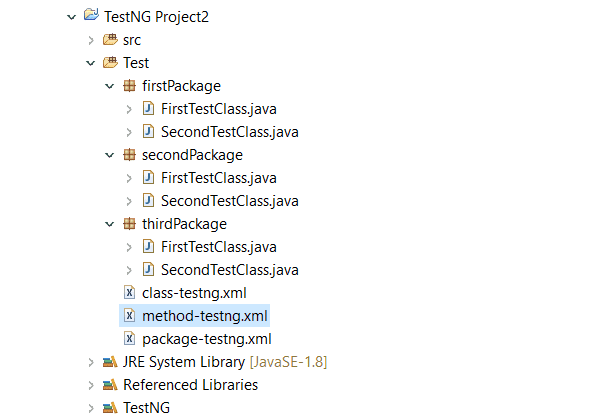 TestNG Project2
src
Test
firstPackage
FirstTestClass.java
SecondTestClass.java
secondPackage
FirstTestClass.java
SecondTestClass.java
thirdPackage
FirstTestClass.java
SecondTestClass.java
class-testng.xml
method-testng.xml
package-testng.xml
JRE System Library [JavaSE-1.8]
Referenced Libraries
TestNG